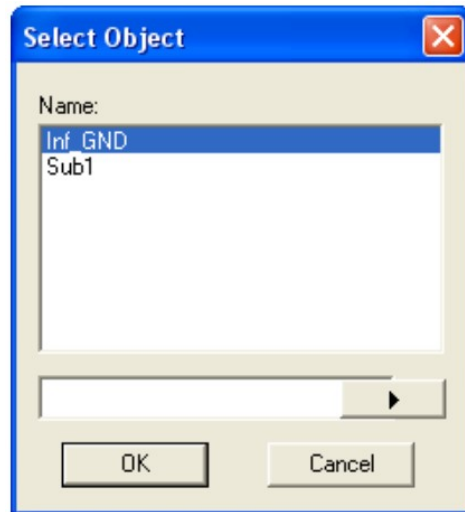 Select Object
Name:
Inf_GND
Sub1
OK
Cancel